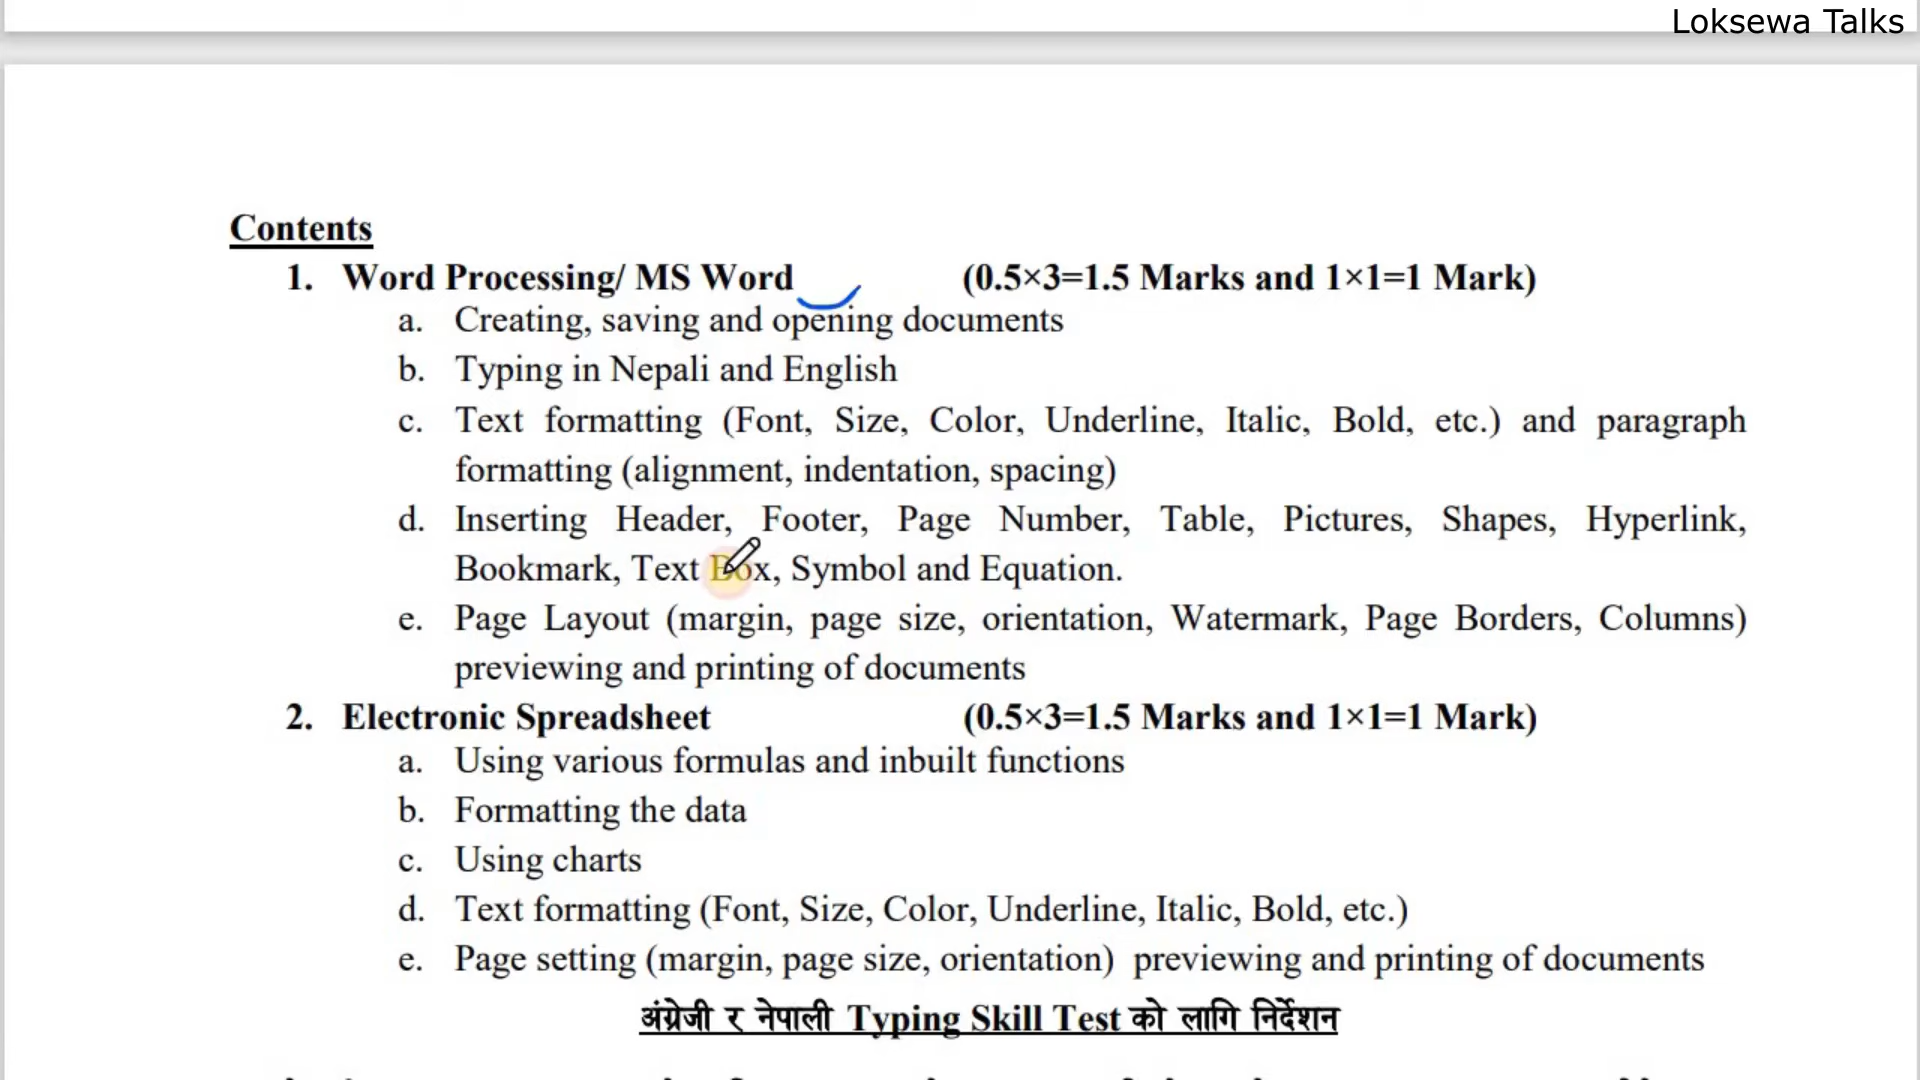 Loksewa Talks
Contents
1. Word Processing/ MS Word (0.5×3=1.5 Marks and 1×1=1 Mark)
a. Creating, saving and opening documents
b. Typing in Nepali and English
c. Text formatting (Font, Size, Color, Underline, Italic, Bold, etc.) and paragraph
formatting (alignment, indentation, spacing)
d. Inserting Header, Footer, Page Number, Table, Pictures, Shapes, Hyperlink,
Bookmark, Text Box, Symbol and Equation.
e. Page Layout (margin, page size, orientation, Watermark, Page Borders, Columns)
previewing and printing of documents
2. Electronic Spreadsheet (0.5×3=1.5 Marks and 1×1=1 Mark)
a. Using various formulas and inbuilt functions
b. Formatting the data
c. Using charts
d. Text formatting (Font, Size, Color, Underline, Italic, Bold, etc.)
e. Page setting (margin, page size, orientation) previewing and printing of documents
अंग्रेजी र नेपाली Typing Skill Test को लागि निर्देशन